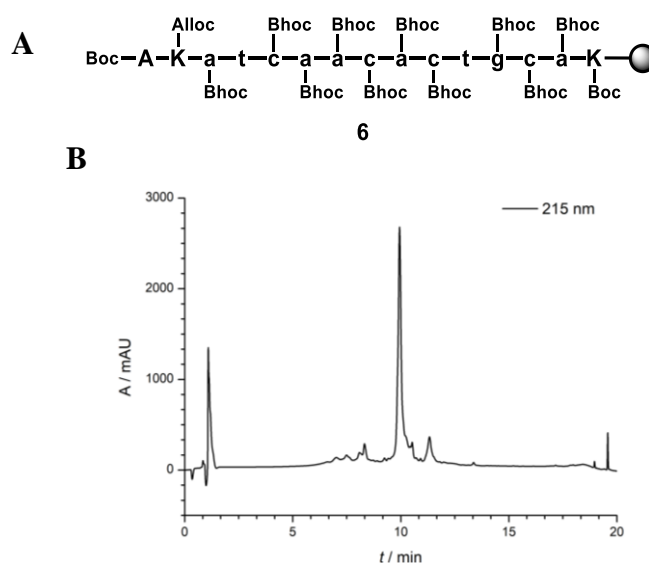 A
Alloc Bhoc Bhoc Bhoc Bhoc Bhoc
Boc-A-K-a-t-c-a-a-c-a-c-t-g-c-a-K
Bhoc Bhoc Bhoc Bhoc Bhoc Boc
6
B
3000
215 nm
2000
A / mAU
1000
0
0 5 10 15 20
t / min